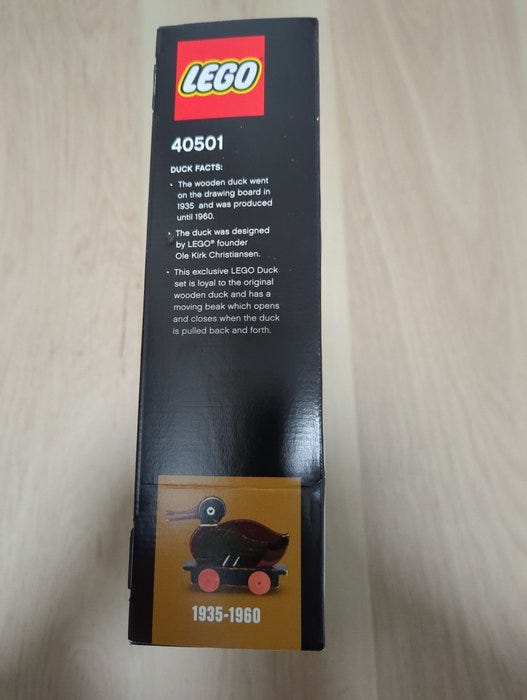 LEGO
40501
DUCK FACTS:
• The wooden duck went
on the drawing board in
1935 and was produced
until 1960.
• The duck was designed
by LEGO® founder
Ole Kirk Christiansen.
• This exclusive LEGO Duck
set is loyal to the original
wooden duck and has a
moving beak which opens
and closes when the duck
is pulled back and forth.
1935-1960